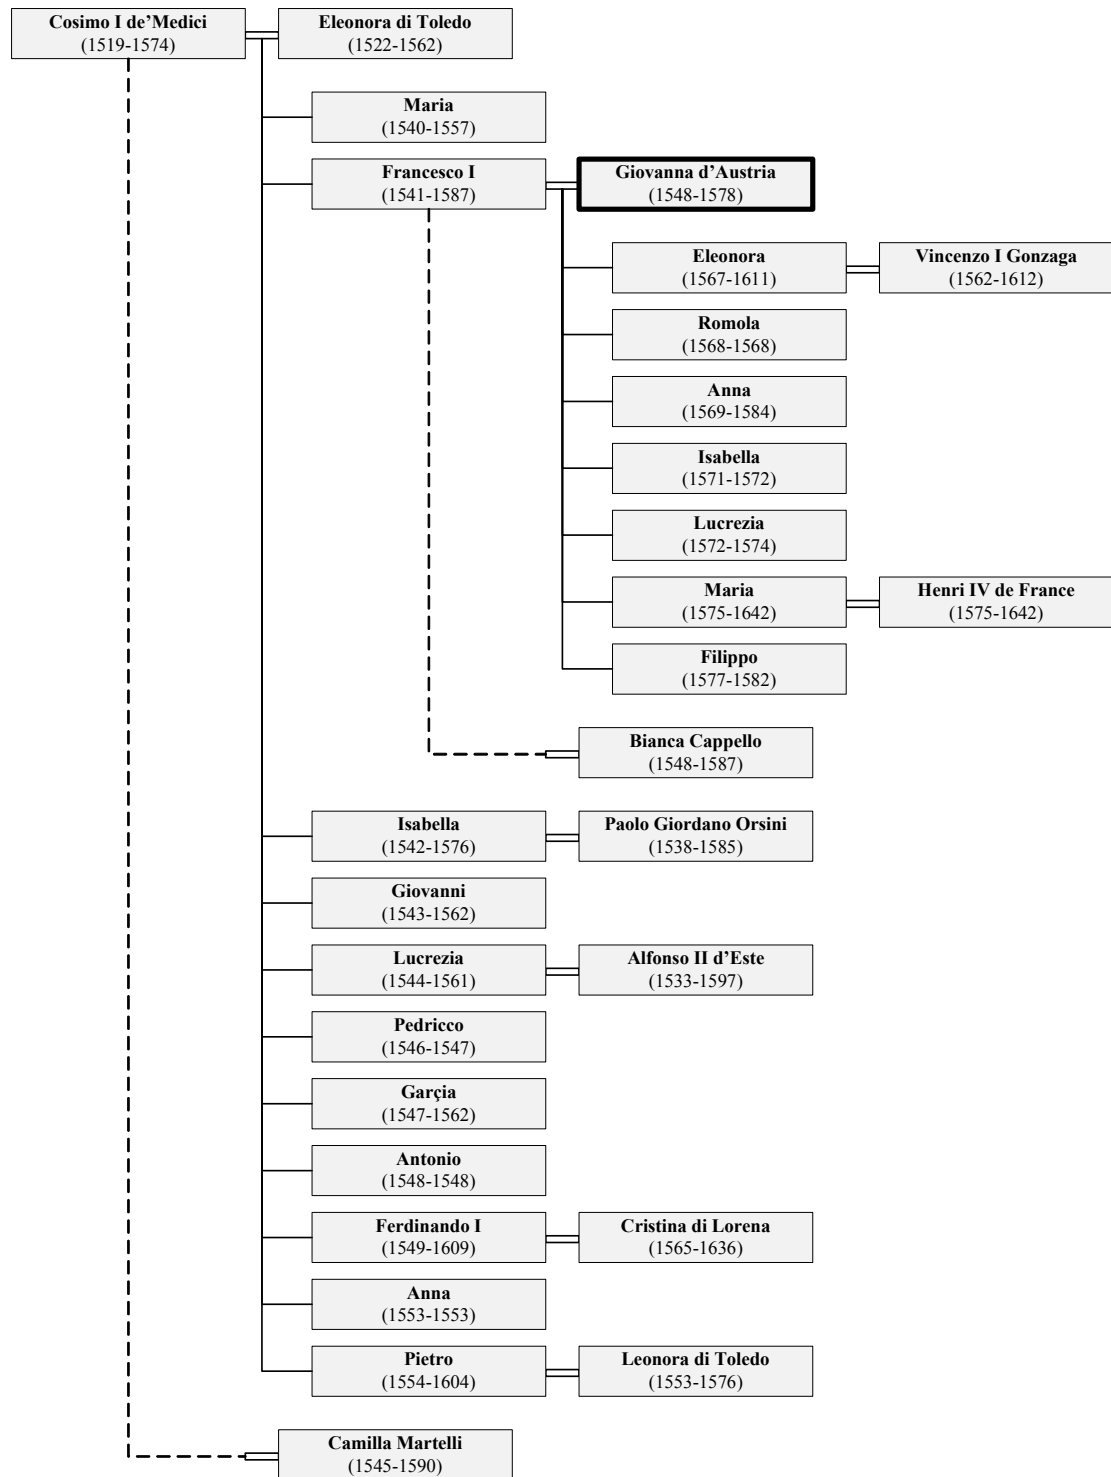 Cosimo I de’Medici
(1519-1574)
Eleonora di Toledo
(1522-1562)
Maria
(1540-1557)
Francesco I
(1541-1587)
Giovanna d’Austria
(1548-1578)
Eleonora
(1567-1611)
Vincenzo I Gonzaga
(1562-1612)
Romola
(1568-1568)
Anna
(1569-1584)
Isabella
(1571-1572)
Lucrezia
(1572-1574)
Maria
(1575-1642)
Henri IV de France
(1575-1642)
Filippo
(1577-1582)
Bianca Cappello
(1548-1587)
Isabella
(1542-1576)
Paolo Giordano Orsini
(1538-1585)
Giovanni
(1543-1562)
Lucrezia
(1544-1561)
Alfonso II d’Este
(1533-1597)
Pedricco
(1546-1547)
Garçia
(1547-1562)
Antonio
(1548-1548)
Ferdinando I
(1549-1609)
Cristina di Lorena
(1565-1636)
Anna
(1553-1553)
Pietro
(1554-1604)
Leonora di Toledo
(1553-1576)
Camilla Martelli
(1545-1590)